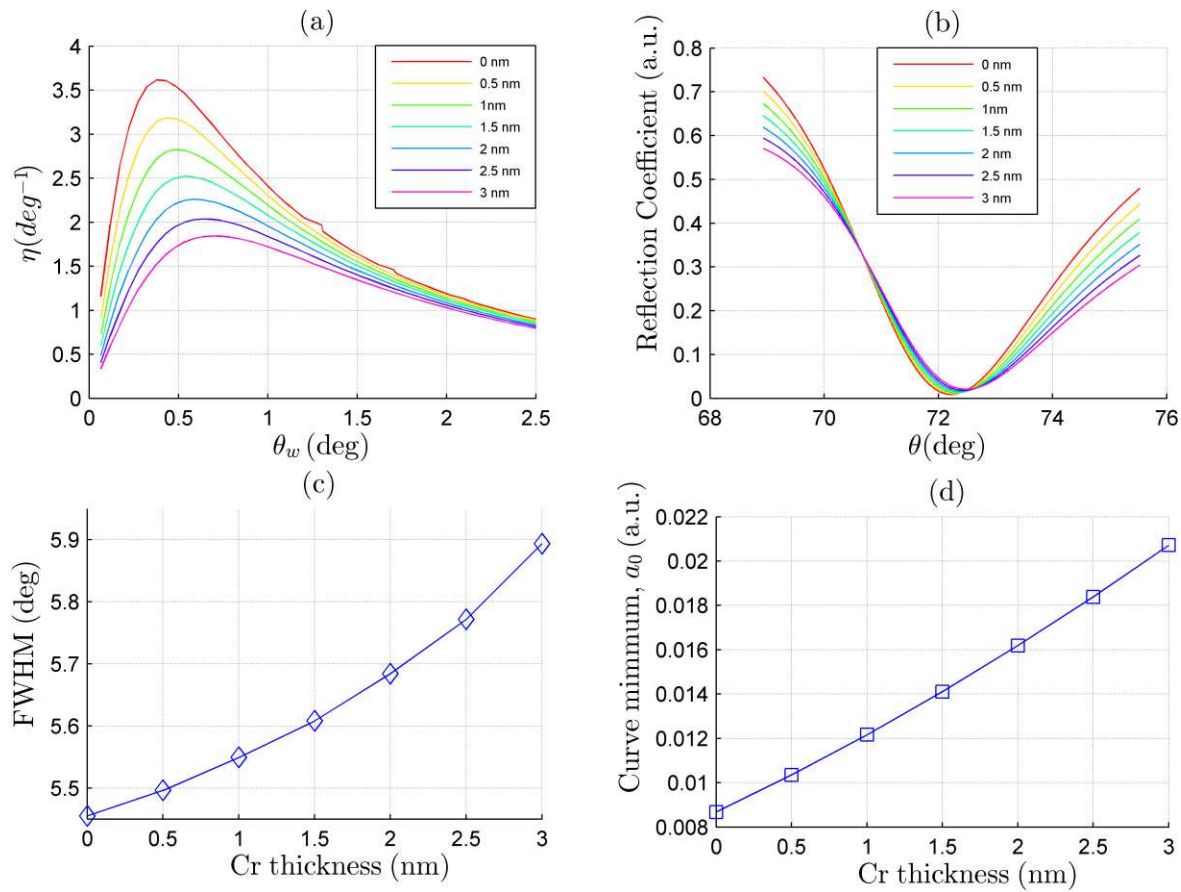 (a)
η(deg⁻¹)
4
3.5
3
2.5
2
1.5
1
0.5
0
0 nm
0.5 nm
1nm
1.5 nm
2 nm
2.5 nm
3 nm
0 0.5 1 1.5 2 2.5
θ_w (deg)
(b)
Reflection Coefficient (a.u.)
0.8
0.7
0.6
0.5
0.4
0.3
0.2
0.1
0
0 nm
0.5 nm
1nm
1.5 nm
2 nm
2.5 nm
3 nm
68 70 72 74 76
θ(deg)
(c)
FWHM (deg)
5.9
5.8
5.7
5.6
5.5
0 0.5 1 1.5 2 2.5 3
Cr thickness (nm)
(d)
Curve mimmum, a₀ (a.u.)
0.022
0.02
0.018
0.016
0.014
0.012
0.01
0.008
0 0.5 1 1.5 2 2.5 3
Cr thickness (nm)